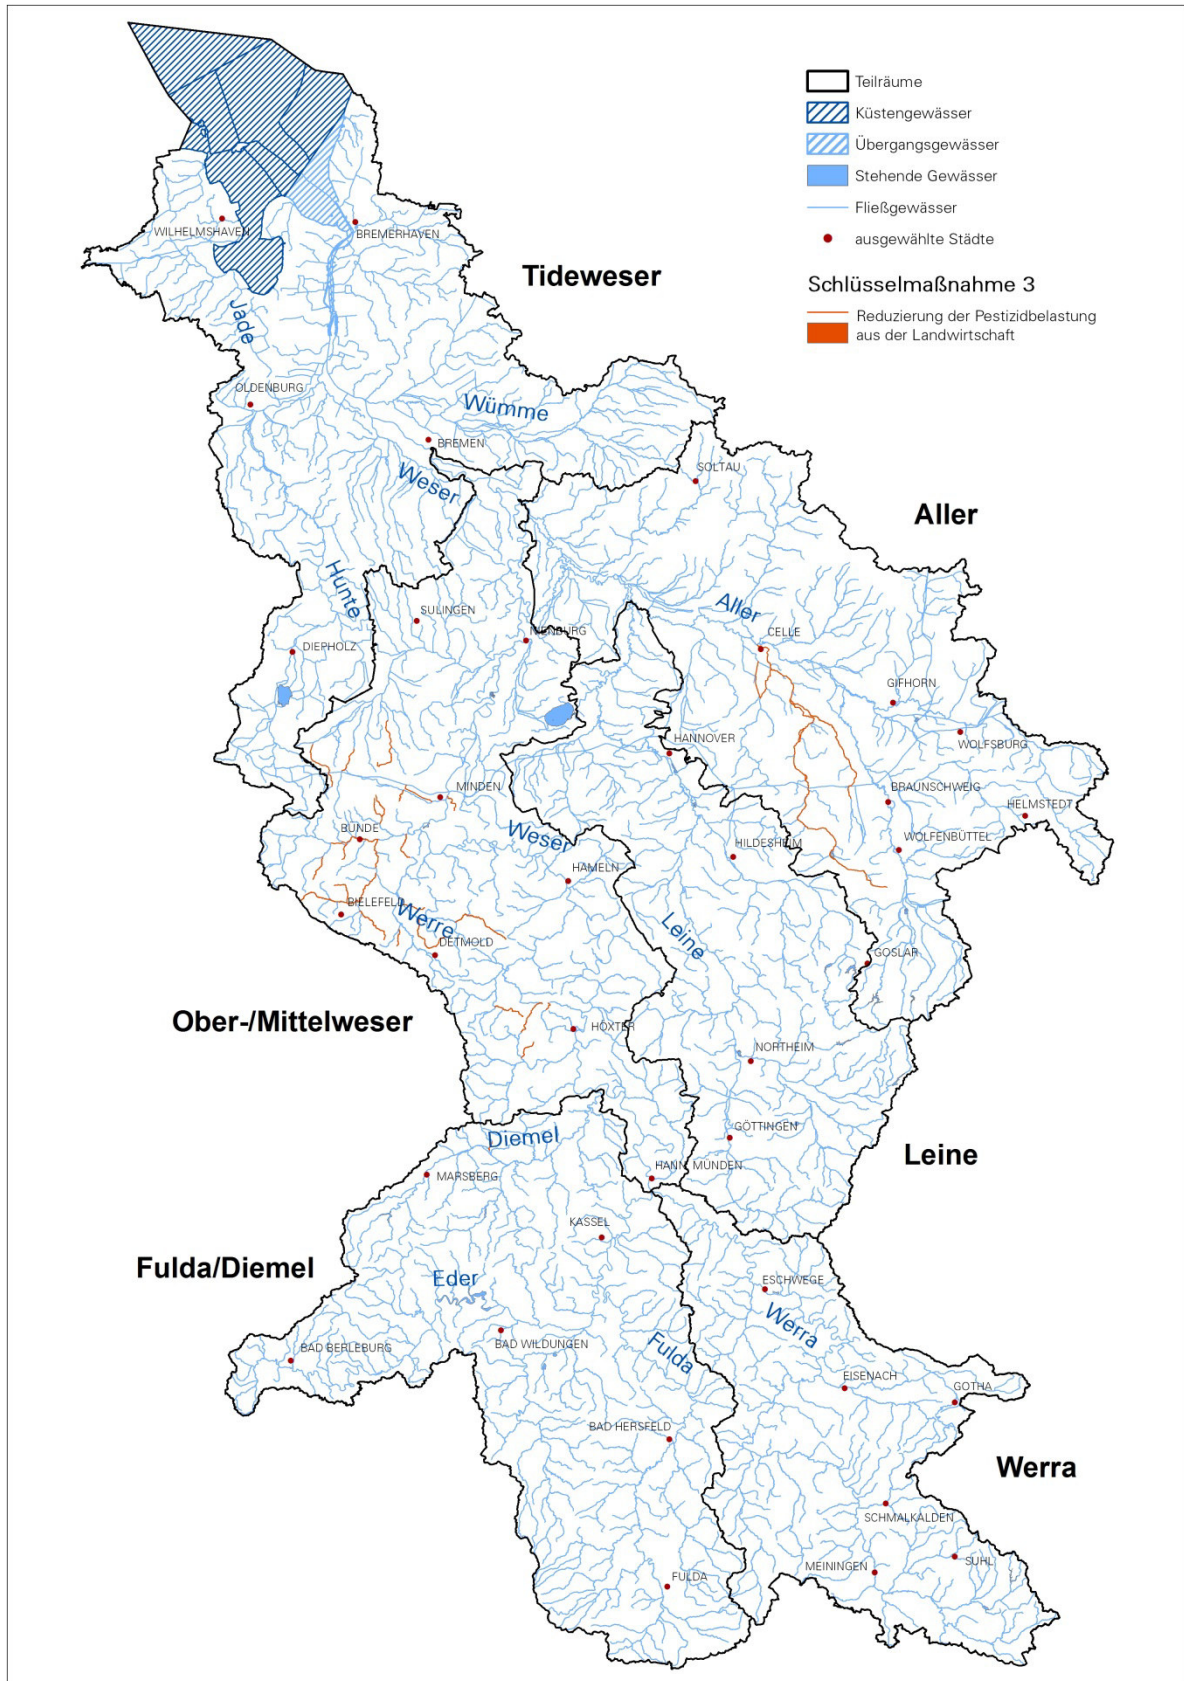 Teilräume
Küstengewässer
Übergangsgewässer
Stehende Gewässer
Fließgewässer
ausgewählte Städte
Schlüsselmaßnahme 3
Reduzierung der Pestizidbelastung
aus der Landwirtschaft
WILHELMSHAVEN
BREMERHAVEN
Tideweser
Jade
OLDENBURG
Wümme
BREMEN
Weser
SOLTAU
Aller
Hunte
SULINGEN
Aller
NIENBURG
CELLE
DIEPHOLZ
GIFHORN
HANNOVER
WOLFSBURG
MINDEN
BRAUNSCHWEIG
HELMSTEDT
BÜNDE
Weser
WOLFENBÜTTEL
HILDESHEIM
HAMELN
BIELEFELD
Werre
Leine
DETMOLD
GOSLAR
Ober-/Mittelweser
HÖXTER
NORTHEIM
GÖTTINGEN
Diemel
Leine
MARSBERG
HANN. MÜNDEN
KASSEL
Fulda/Diemel
Eder
ESCHWEGE
Werra
BAD BERLEBURG
BAD WILDUNGEN
Fulda
EISENACH
GOTHA
BAD HERSFELD
Werra
SCHMALKALDEN
MEININGEN
SUHL
FULDA